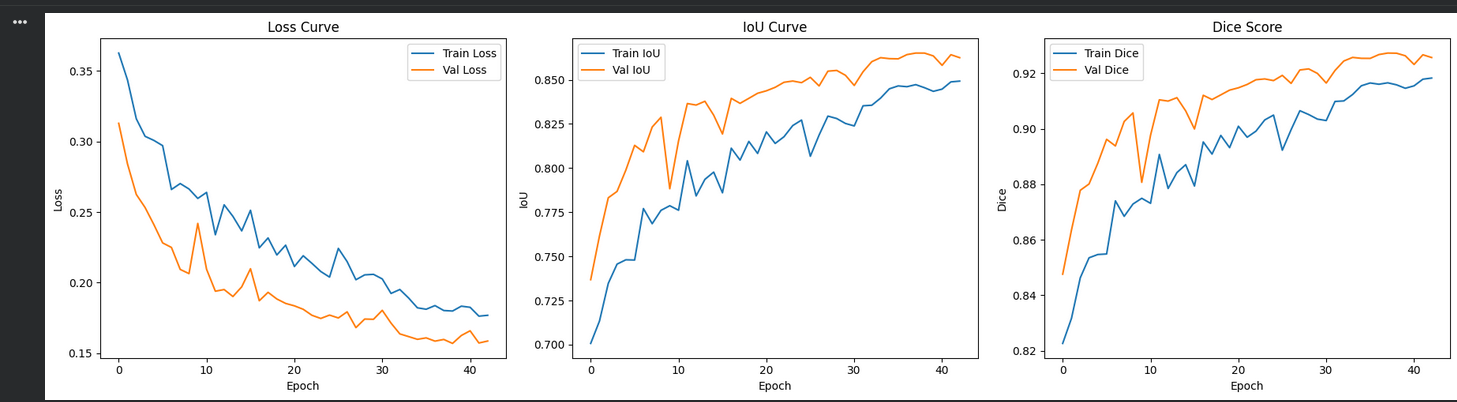 Loss Curve
Train Loss
Val Loss
0.35
0.30
0.25
0.20
0.15
Loss
0
10
20
30
40
Epoch
IoU Curve
Train IoU
Val IoU
0.850
0.825
0.800
0.775
0.750
0.725
0.700
IoU
0
10
20
30
40
Epoch
Dice Score
Train Dice
Val Dice
0.92
0.90
0.88
0.86
0.84
0.82
Dice
0
10
20
30
40
Epoch